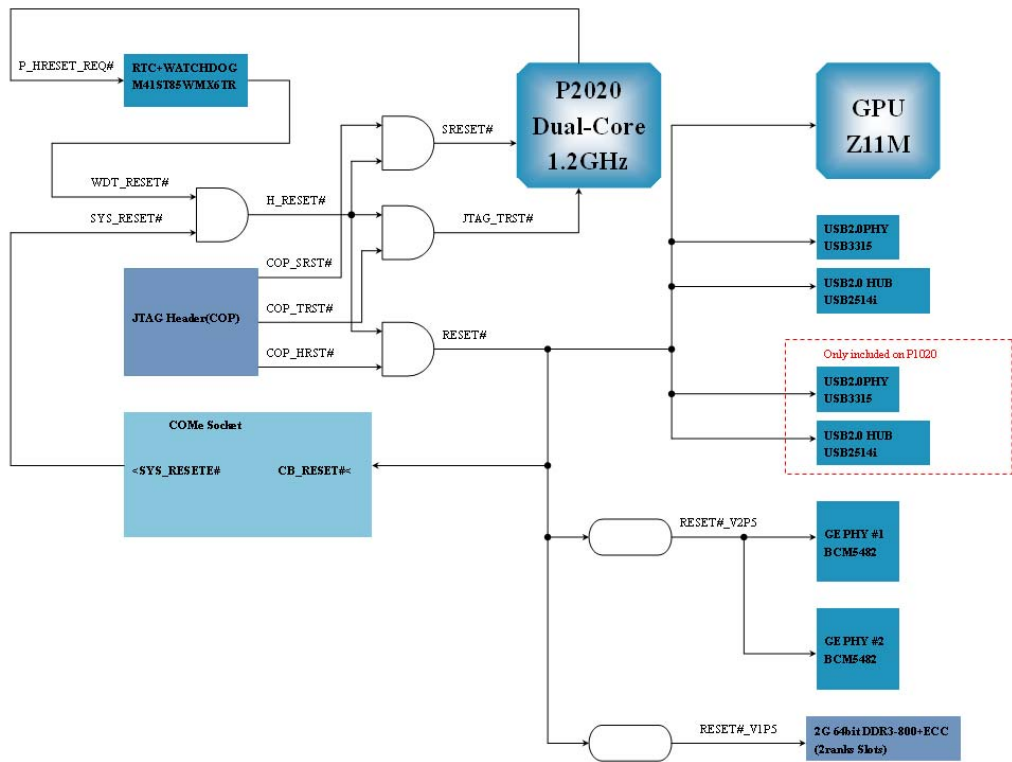 P_HRESET_REQ#
RTC+WATCHDOG
M41ST85WMX6TR
P2020
Dual-Core
1.2GHz
GPU
Z11M
SRESET#
WDT_RESET#
H_RESET#
SYS_RESET#
JTAG_TRST#
USB2.0PHY
USB3315
COP_SRST#
USB2.0 HUB
USB2514i
JTAG Header(COP)
COP_TRST#
RESET#
COP_HRST#
Only included on P1020
USB2.0PHY
USB3315
COMe Socket
USB2.0 HUB
USB2514i
<SYS_RESETE#
CB_RESET#<
RESET#_V2P5
GE PHY #1
BCM5482
GE PHY #2
BCM5482
RESET#_V1P5
2G 64bit DDR3-800+ECC
(2ranks Slots)